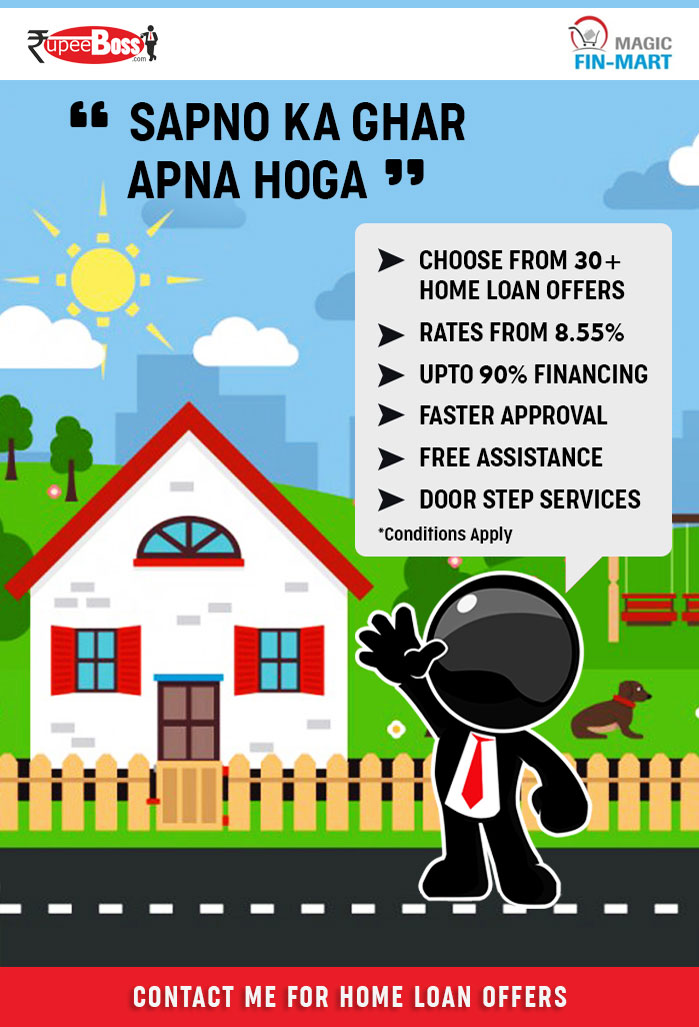 ₹upeeBoss
.com
MAGIC
FIN-MART
“ SAPNO KA GHAR
APNA HOGA ”
➤ CHOOSE FROM 30+
HOME LOAN OFFERS
➤ RATES FROM 8.55%
➤ UPTO 90% FINANCING
➤ FASTER APPROVAL
➤ FREE ASSISTANCE
➤ DOOR STEP SERVICES
*Conditions Apply
CONTACT ME FOR HOME LOAN OFFERS